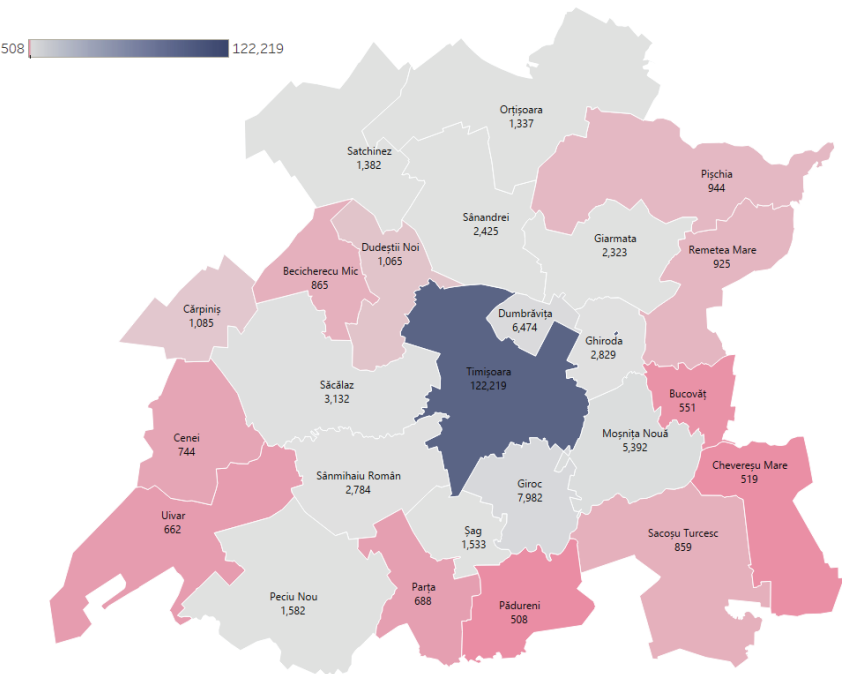 508 122,219
Orțișoara
1,337
Satchinez
1,382
Pișchia
944
Sânandrei
2,425
Giarmata
2,323
Remetea Mare
925
Dudeștii Noi
1,065
Becicherecu Mic
865
Cărpiniș
1,085
Dumbrăvița
6,474
Ghiroda
2,829
Timișoara
122,219
Săcălaz
3,132
Bucovăț
551
Moșnița Nouă
5,392
Cenei
744
Chevereșu Mare
519
Sânmihaiu Român
2,784
Giroc
7,982
Uivar
662
Șag
1,533
Sacoșu Turcesc
859
Peciu Nou
1,582
Parța
688
Pădureni
508